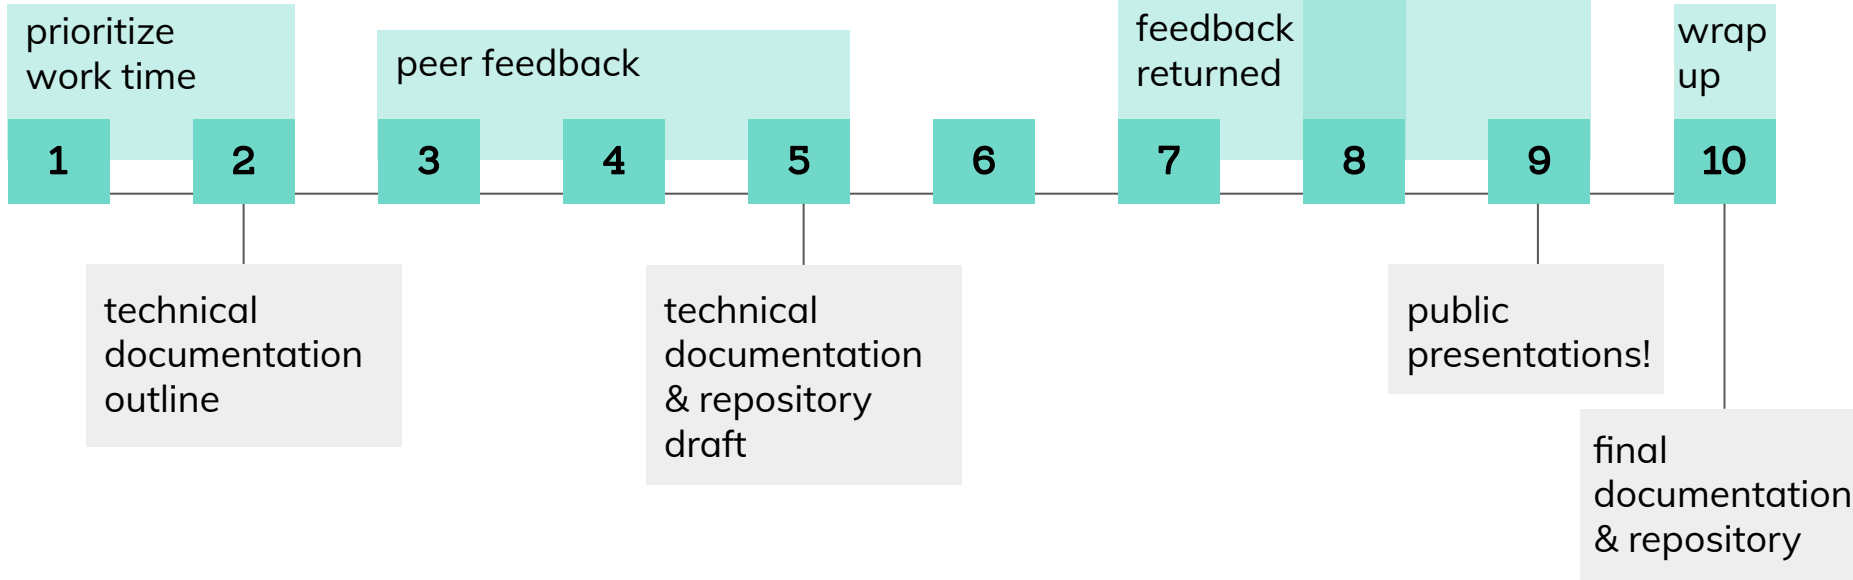 prioritize
work time
peer feedback
feedback
returned
wrap
up
1
2
3
4
5
6
7
8
9
10
technical
documentation
outline
technical
documentation
& repository
draft
public
presentations!
final
documentation
& repository